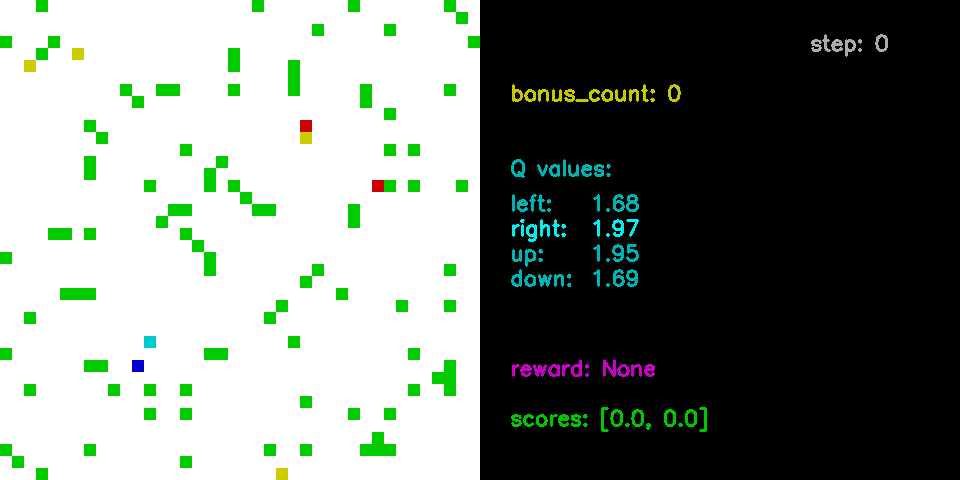 step: 0
bonus_count: 0
Q values:
left: 1.68
right: 1.97
up: 1.95
down: 1.69
reward: None
scores: [0.0, 0.0]